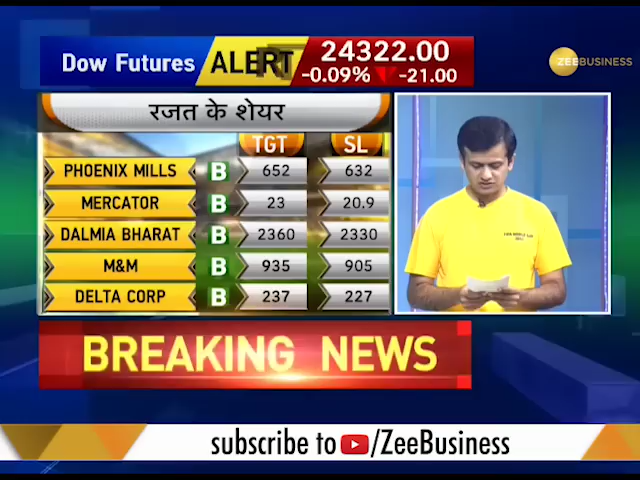 Dow Futures ALERT 24322.00
-0.09% -21.00
ZEEBUSINESS
रजत के शेयर
TGT SL
PHOENIX MILLS B 652 632
MERCATOR B 23 20.9
DALMIA BHARAT B 2360 2330
M&M B 935 905
DELTA CORP B 237 227
BREAKING NEWS
subscribe to /ZeeBusiness